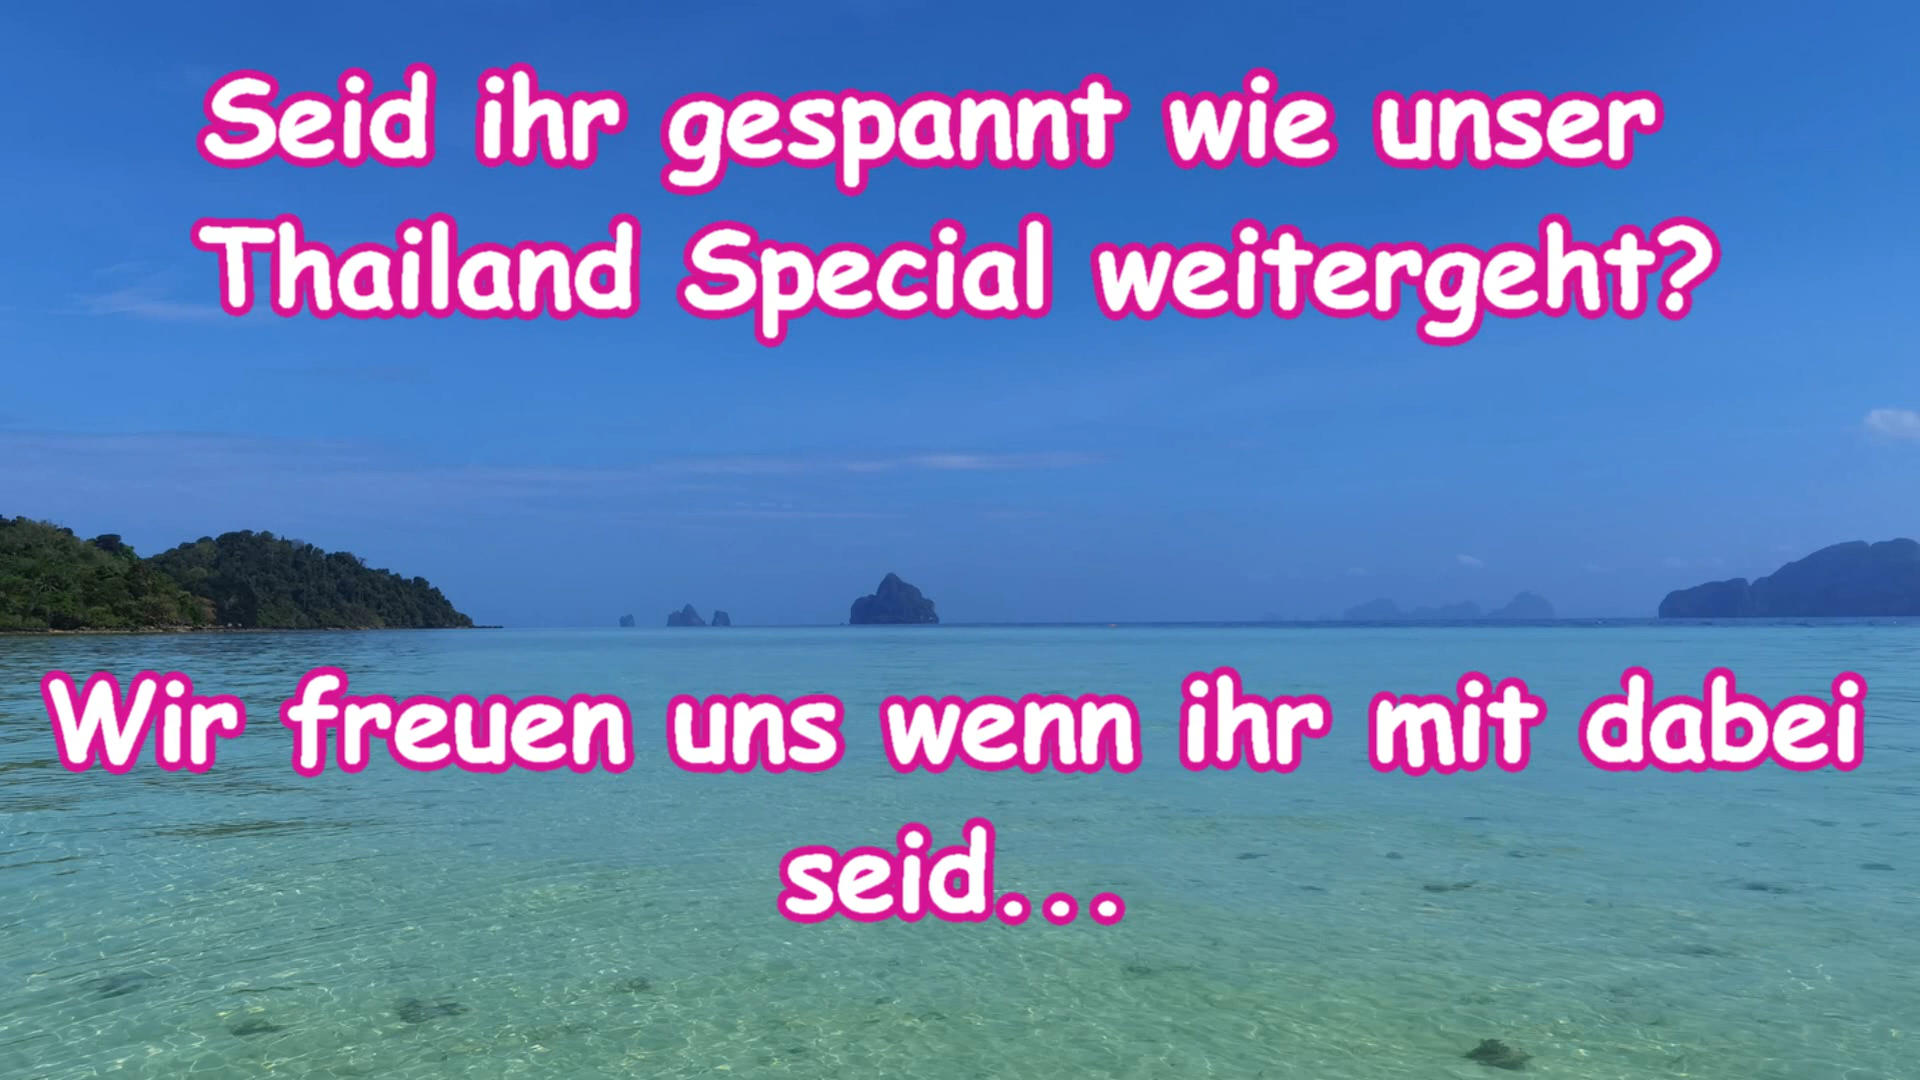 Seid ihr gespannt wie unser
Thailand Special weitergeht?
Wir freuen uns wenn ihr mit dabei
seid...